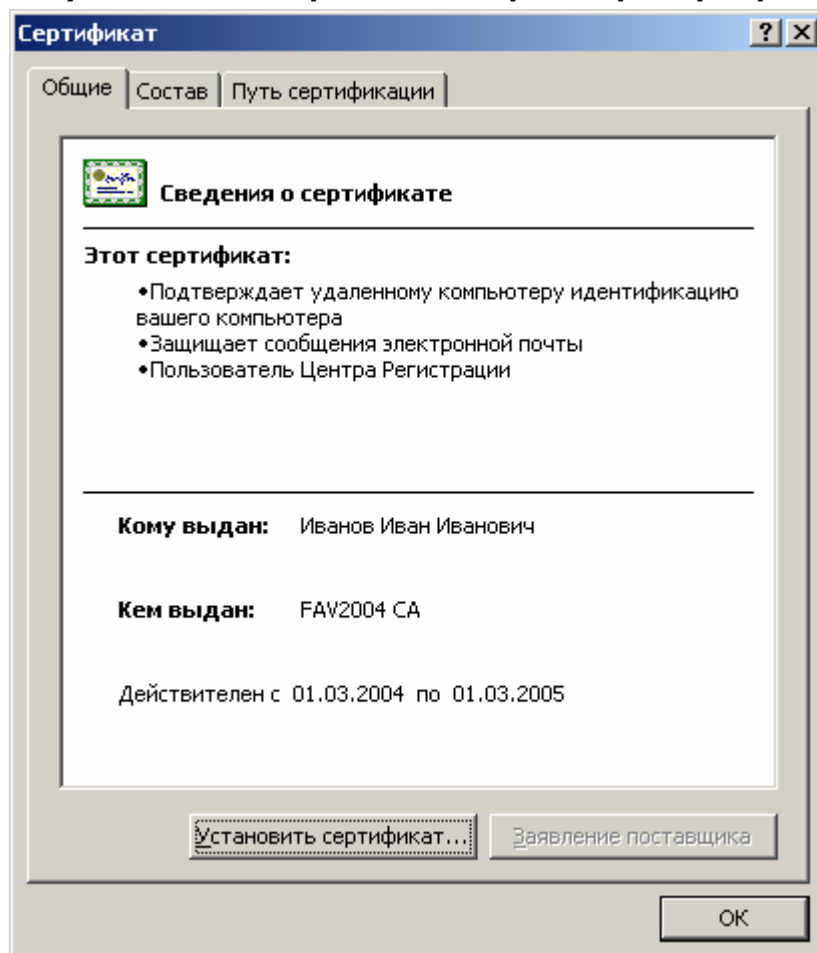 Сертификат
Общие Состав Путь сертификации
Сведения о сертификате
Этот сертификат:
•Подтверждает удаленному компьютеру идентификацию
вашего компьютера
•Защищает сообщения электронной почты
•Пользователь Центра Регистрации
Кому выдан: Иванов Иван Иванович
Кем выдан: FAV2004 CA
Действителен с 01.03.2004 по 01.03.2005
Установить сертификат... Заявление поставщика
ОК